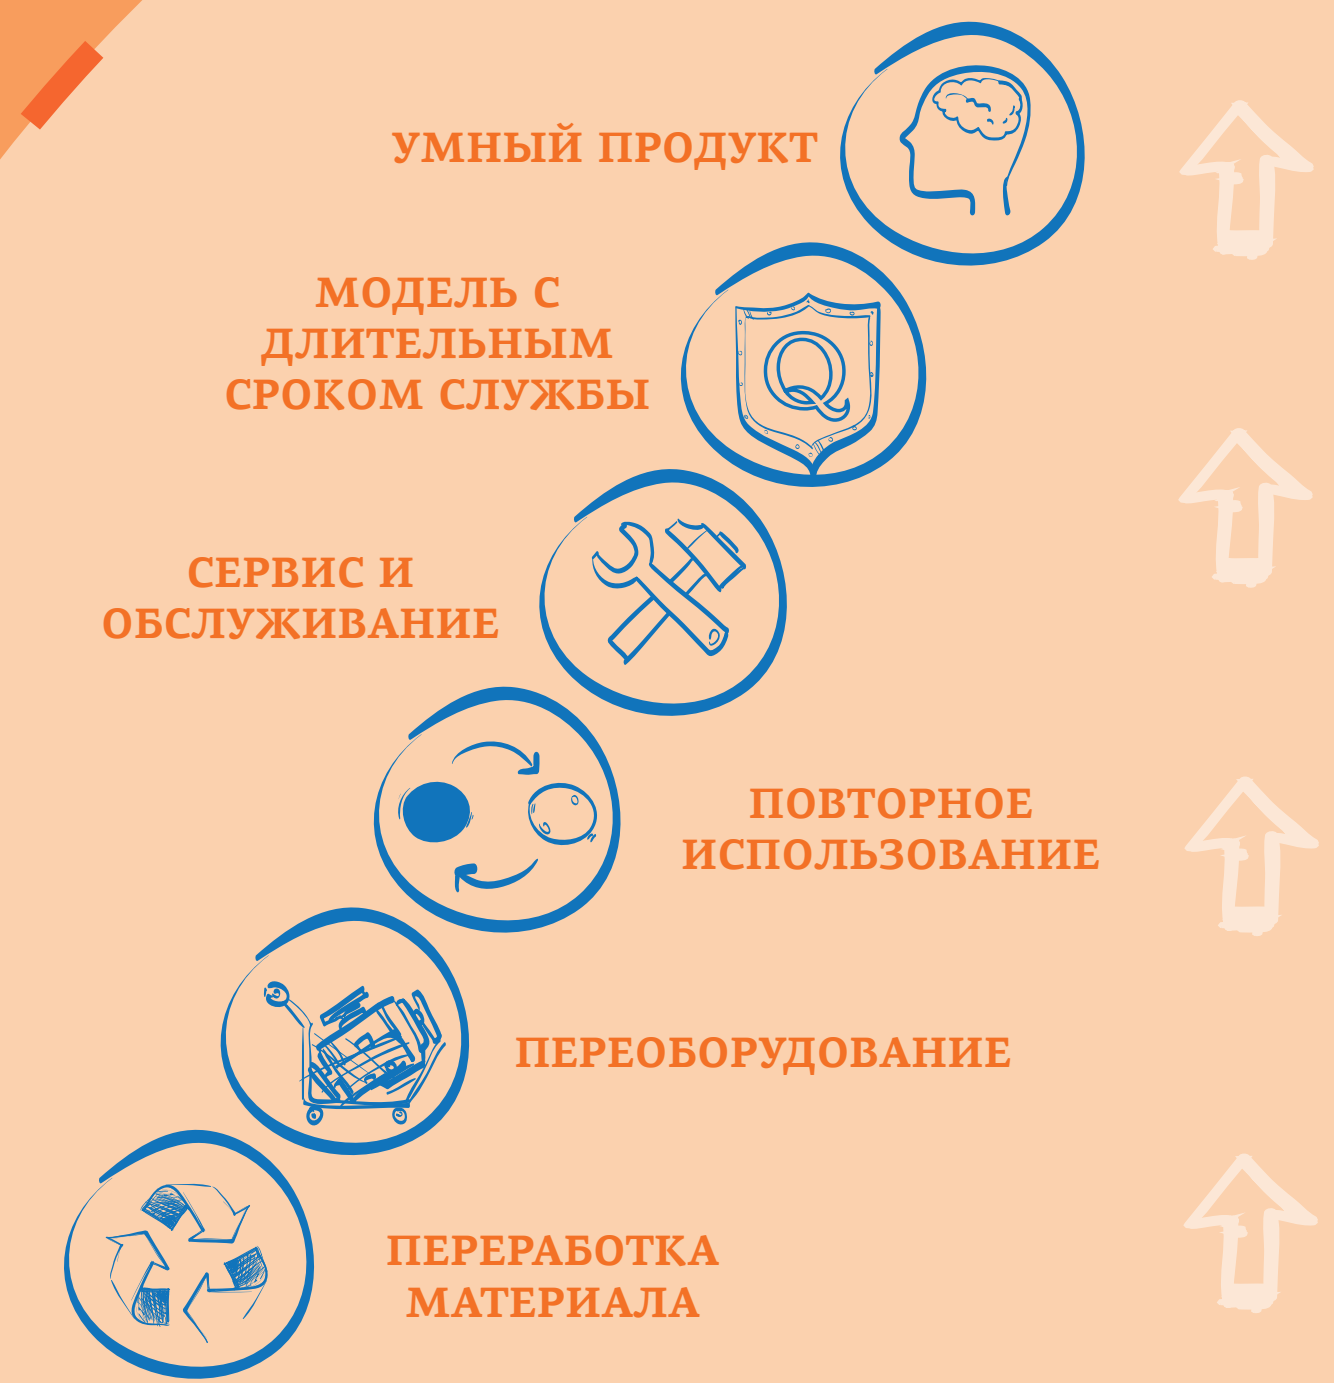 УМНЫЙ ПРОДУКТ
МОДЕЛЬ С
ДЛИТЕЛЬНЫМ
СРОКОМ СЛУЖБЫ
Q
СЕРВИС И
ОБСЛУЖИВАНИЕ
ПОВТОРНОЕ
ИСПОЛЬЗОВАНИЕ
ПЕРЕОБОРУДОВАНИЕ
ПЕРЕРАБОТКА
МАТЕРИАЛА